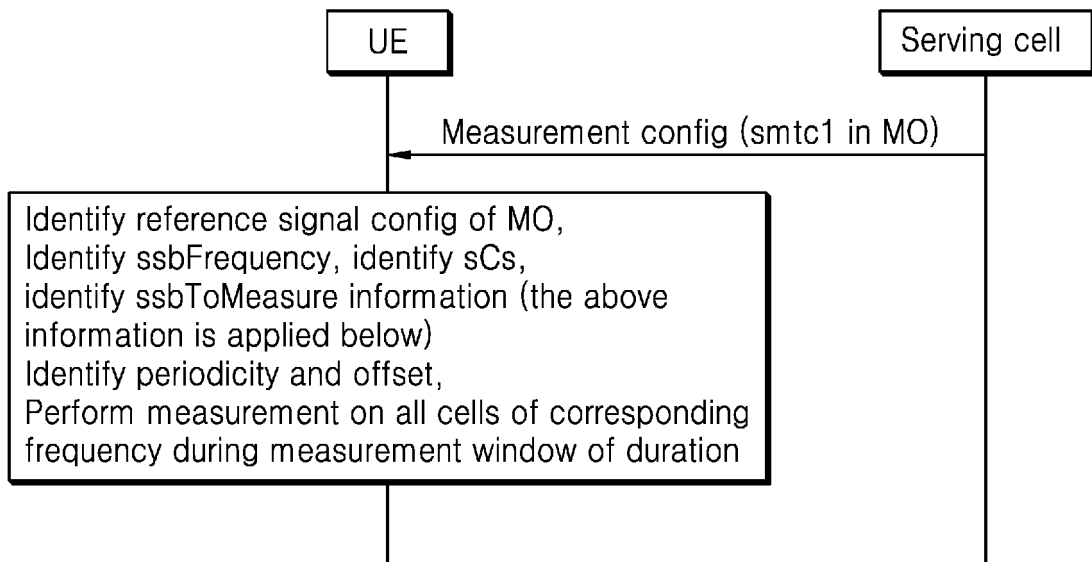 UE
Serving cell
Measurement config (smtc1 in MO)
Identify reference signal config of MO,
Identify ssbFrequency, identify sCs,
identify ssbToMeasure information (the above
information is applied below)
Identify periodicity and offset,
Perform measurement on all cells of corresponding
frequency during measurement window of duration